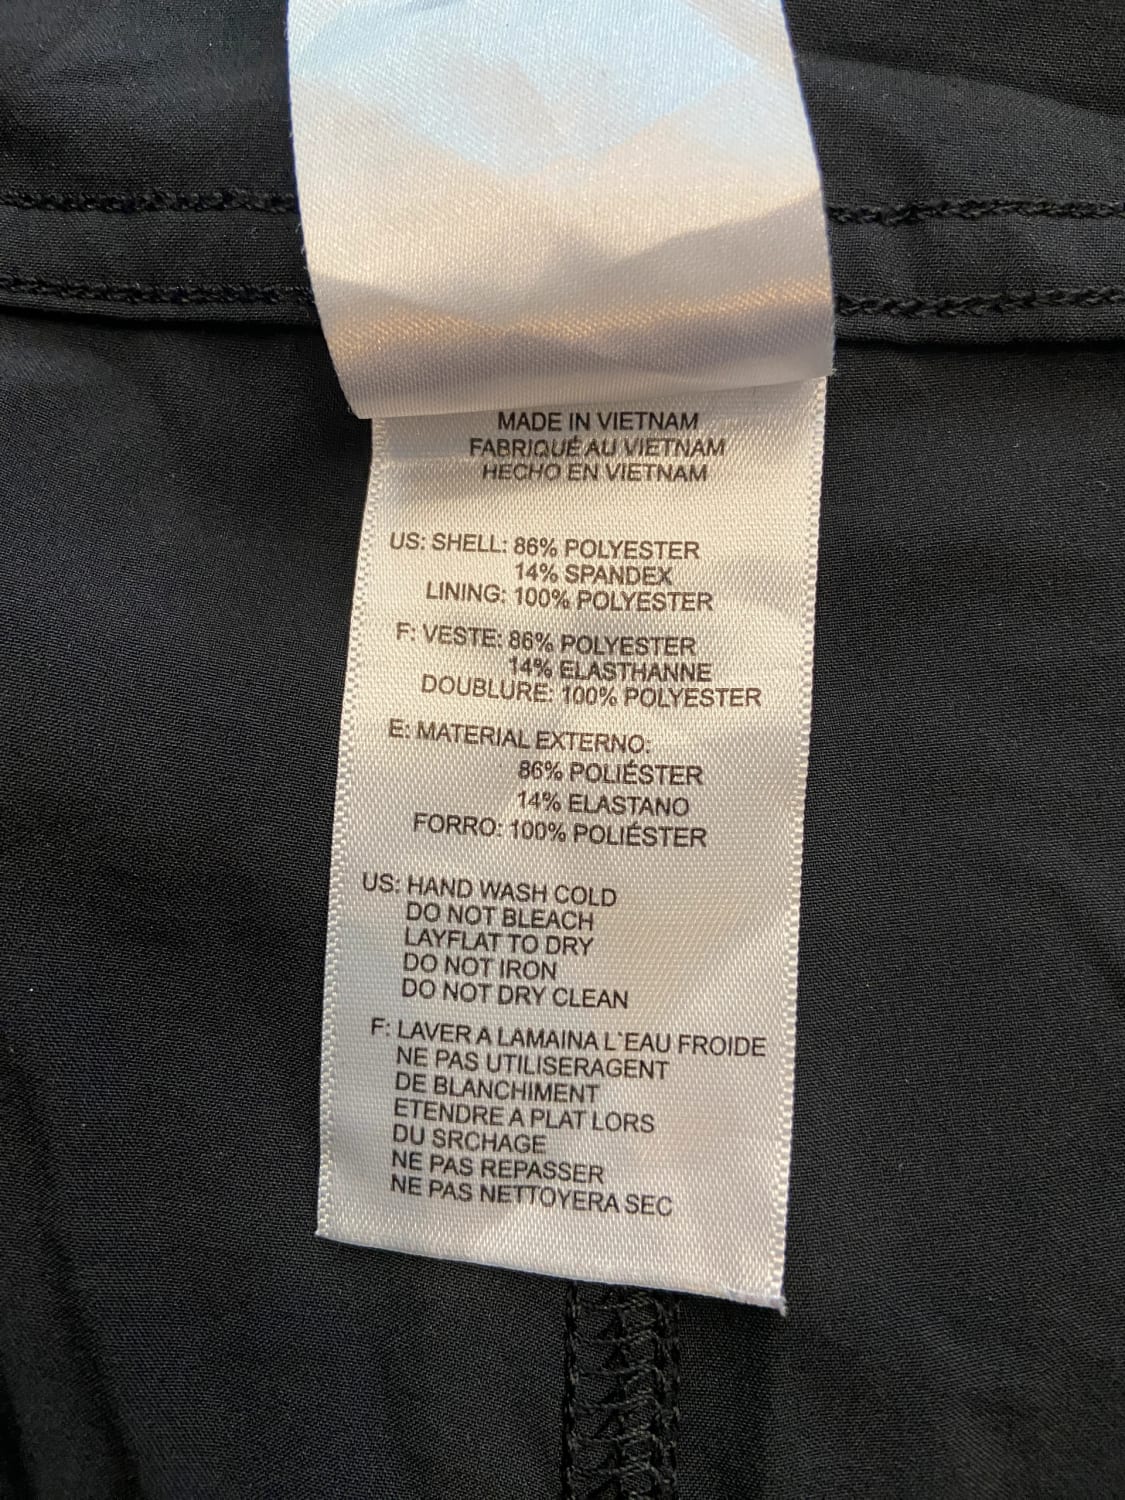 MADE IN VIETNAM
FABRIQUÉ AU VIETNAM
HECHO EN VIETNAM
US: SHELL: 86% POLYESTER
14% SPANDEX
LINING: 100% POLYESTER
F: VESTE: 86% POLYESTER
14% ELASTHANNE
DOUBLURE: 100% POLYESTER
E: MATERIAL EXTERNO:
86% POLIÉSTER
14% ELASTANO
FORRO: 100% POLIÉSTER
US: HAND WASH COLD
DO NOT BLEACH
LAYFLAT TO DRY
DO NOT IRON
DO NOT DRY CLEAN
F: LAVER A LAMAINA L`EAU FROIDE
NE PAS UTILISERAGENT
DE BLANCHIMENT
ETENDRE A PLAT LORS
DU SRCHAGE
NE PAS REPASSER
NE PAS NETTOYERA SEC